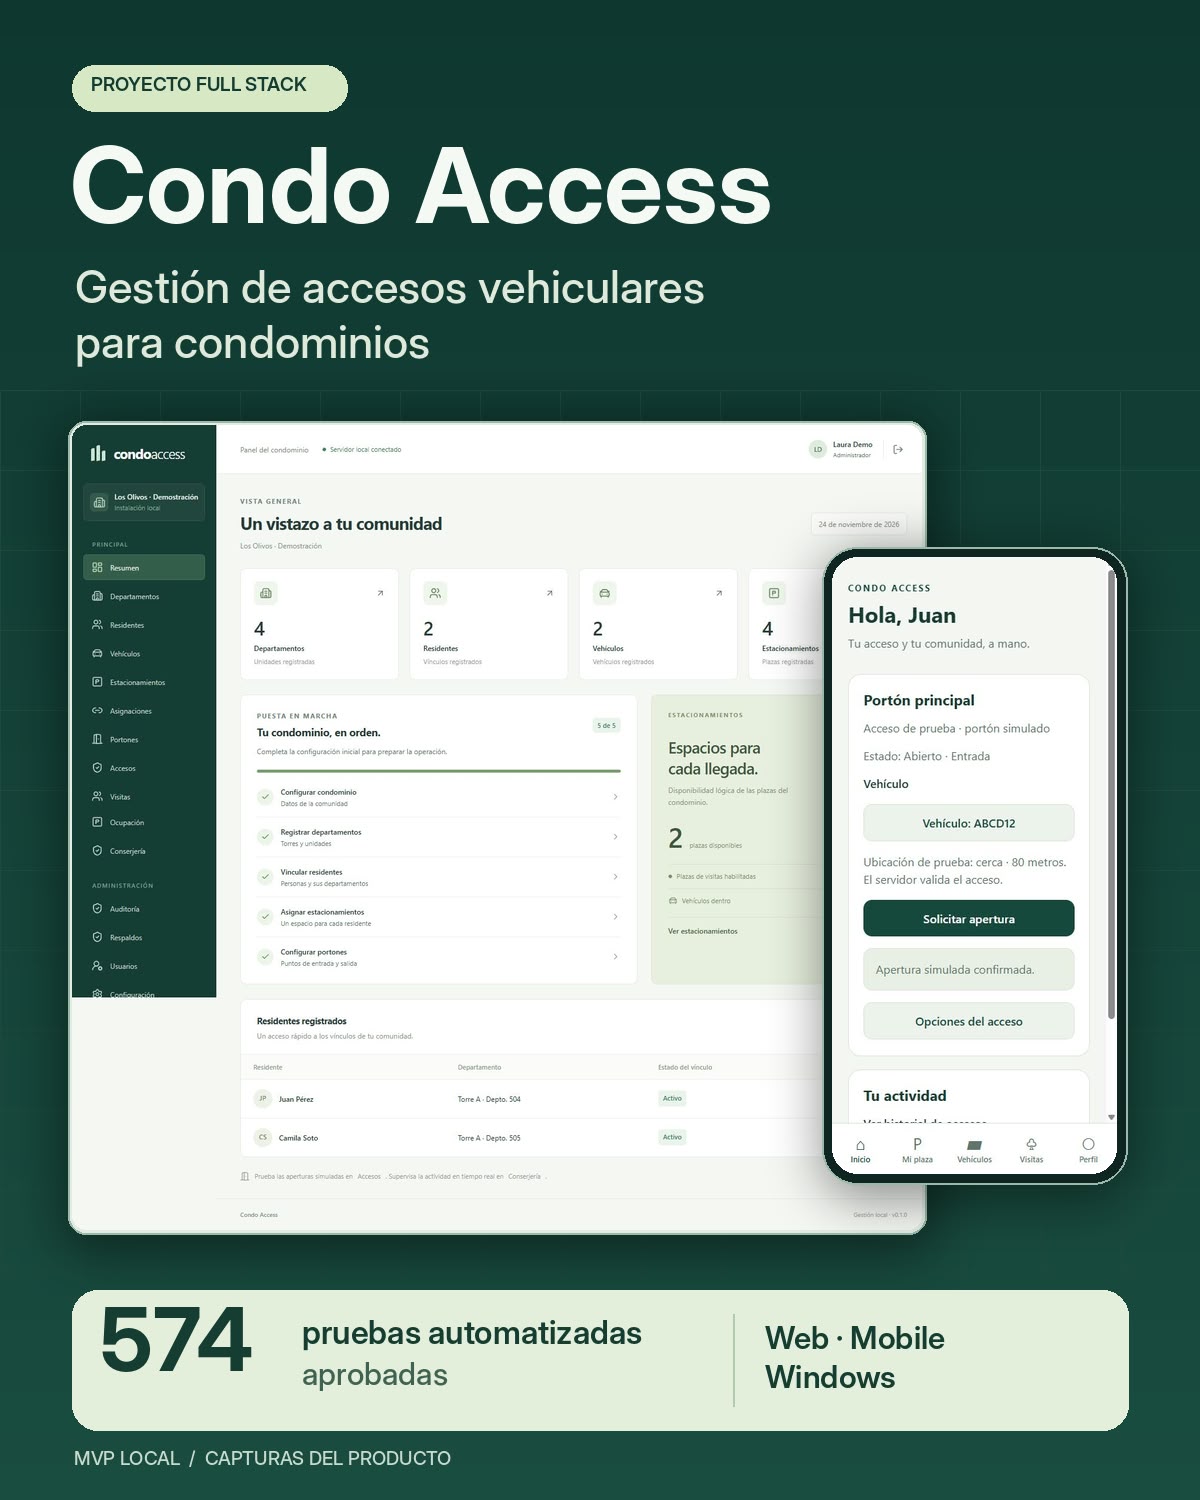 PROYECTO FULL STACK
Condo Access
Gestión de accesos vehiculares
para condominios
condoaccess
Los Olivos · Demostración
Instalación local
PRINCIPAL
Resumen
Departamentos
Residentes
Vehículos
Estacionamientos
Asignaciones
Portones
Accesos
Visitas
Ocupación
Conserjería
ADMINISTRACIÓN
Auditoría
Respaldos
Usuarios
Configuración
Panel del condominio
Servidor local conectado
LD
Laura Demo
Administrador
VISTA GENERAL
Un vistazo a tu comunidad
Los Olivos · Demostración
24 de noviembre de 2026
4
Departamentos
Unidades registradas
2
Residentes
Vínculos registrados
2
Vehículos
Vehículos registrados
4
Estacionamientos
Plazas registradas
PUESTA EN MARCHA
Tu condominio, en orden.
5 de 5
Completa la configuración inicial para preparar la operación.
Configurar condominio
Datos de la comunidad
Registrar departamentos
Torres y unidades
Vincular residentes
Personas y sus departamentos
Asignar estacionamientos
Un espacio para cada residente
Configurar portones
Puntos de entrada y salida
ESTACIONAMIENTOS
Espacios para
cada llegada.
Disponibilidad lógica de las plazas del
condominio.
2 plazas disponibles
Plazas de visitas habilitadas
Vehículos dentro
Ver estacionamientos
Residentes registrados
Un acceso rápido a los vínculos de tu comunidad.
Residente Departamento Estado del vínculo
JP Juan Pérez Torre A · Depto. 504 Activo
CS Camila Soto Torre A · Depto. 505 Activo
Prueba las aperturas simuladas en Accesos . Supervisa la actividad en tiempo real en Conserjería .
Condo Access
Gestión local · v0.1.0
CONDO ACCESS
Hola, Juan
Tu acceso y tu comunidad, a mano.
Portón principal
Acceso de prueba · portón simulado
Estado: Abierto · Entrada
Vehículo
Vehículo: ABCD12
Ubicación de prueba: cerca · 80 metros.
El servidor valida el acceso.
Solicitar apertura
Apertura simulada confirmada.
Opciones del acceso
Tu actividad
Ver historial de accesos
Inicio
Mi plaza
Vehículos
Visitas
Perfil
574
pruebas automatizadas
aprobadas
Web · Mobile
Windows
MVP LOCAL / CAPTURAS DEL PRODUCTO